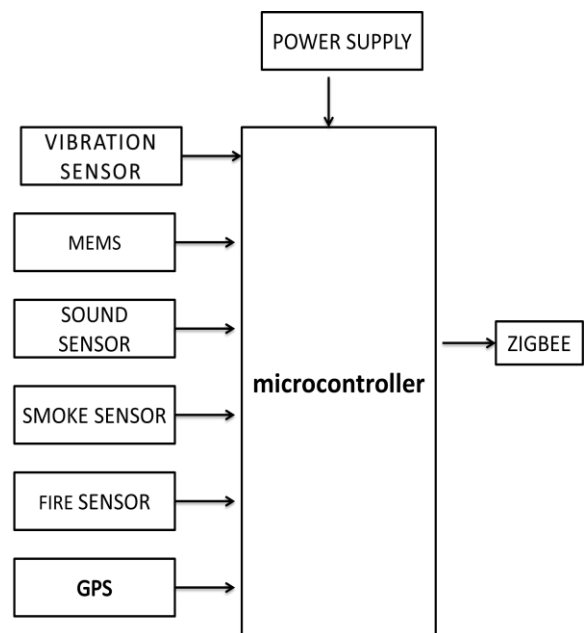 POWER SUPPLY
VIBRATION
SENSOR
MEMS
SOUND
SENSOR
SMOKE SENSOR
FIRE SENSOR
GPS
microcontroller
ZIGBEE